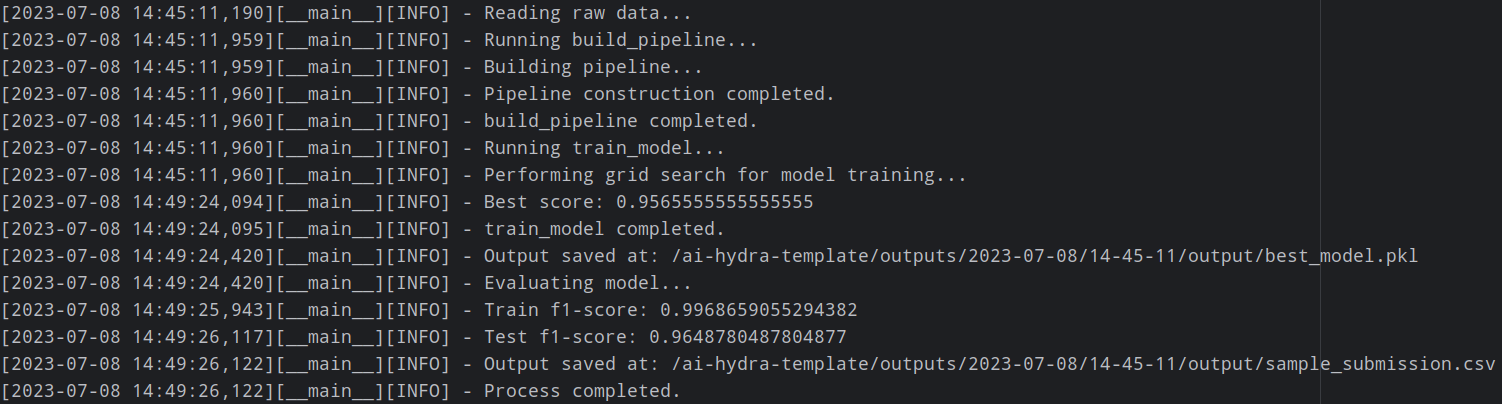 [2023-07-08 14:45:11,190][__main__][INFO] - Reading raw data...
[2023-07-08 14:45:11,959][__main__][INFO] - Running build_pipeline...
[2023-07-08 14:45:11,959][__main__][INFO] - Building pipeline...
[2023-07-08 14:45:11,960][__main__][INFO] - Pipeline construction completed.
[2023-07-08 14:45:11,960][__main__][INFO] - build_pipeline completed.
[2023-07-08 14:45:11,960][__main__][INFO] - Running train_model...
[2023-07-08 14:45:11,960][__main__][INFO] - Performing grid search for model training...
[2023-07-08 14:49:24,094][__main__][INFO] - Best score: 0.9565555555555555
[2023-07-08 14:49:24,095][__main__][INFO] - train_model completed.
[2023-07-08 14:49:24,420][__main__][INFO] - Output saved at: /ai-hydra-template/outputs/2023-07-08/14-45-11/output/best_model.pkl
[2023-07-08 14:49:24,420][__main__][INFO] - Evaluating model...
[2023-07-08 14:49:25,943][__main__][INFO] - Train f1-score: 0.9968659055294382
[2023-07-08 14:49:26,117][__main__][INFO] - Test f1-score: 0.9648780487804877
[2023-07-08 14:49:26,122][__main__][INFO] - Output saved at: /ai-hydra-template/outputs/2023-07-08/14-45-11/output/sample_submission.csv
[2023-07-08 14:49:26,122][__main__][INFO] - Process completed.